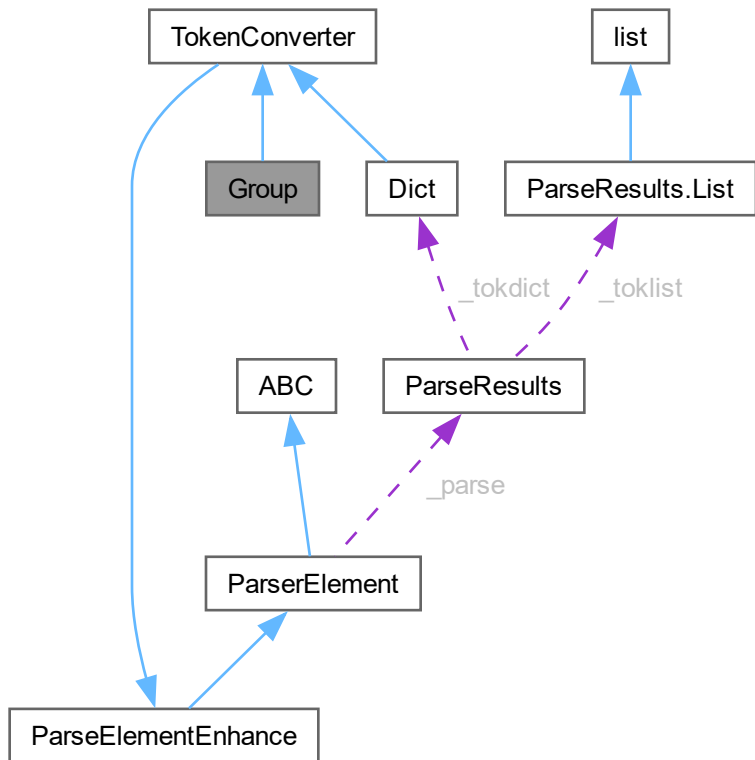 TokenConverter
list
Group
Dict
ParseResults.List
_tokdict
_toklist
ABC
ParseResults
_parse
ParserElement
ParseElementEnhance